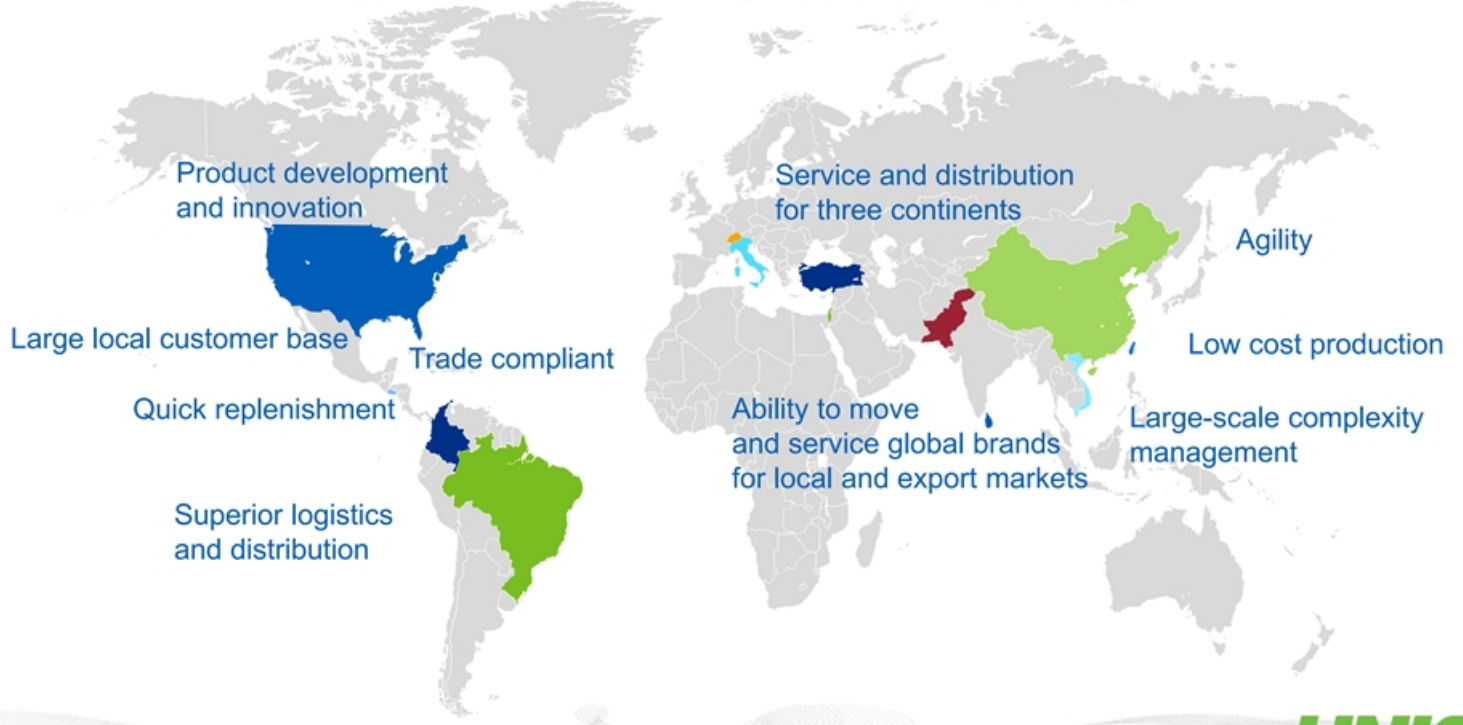 Product development
and innovation
Service and distribution
for three continents
Agility
Large local customer base
Trade compliant
Low cost production
Quick replenishment
Ability to move
and service global brands
for local and export markets
Large-scale complexity
management
Superior logistics
and distribution